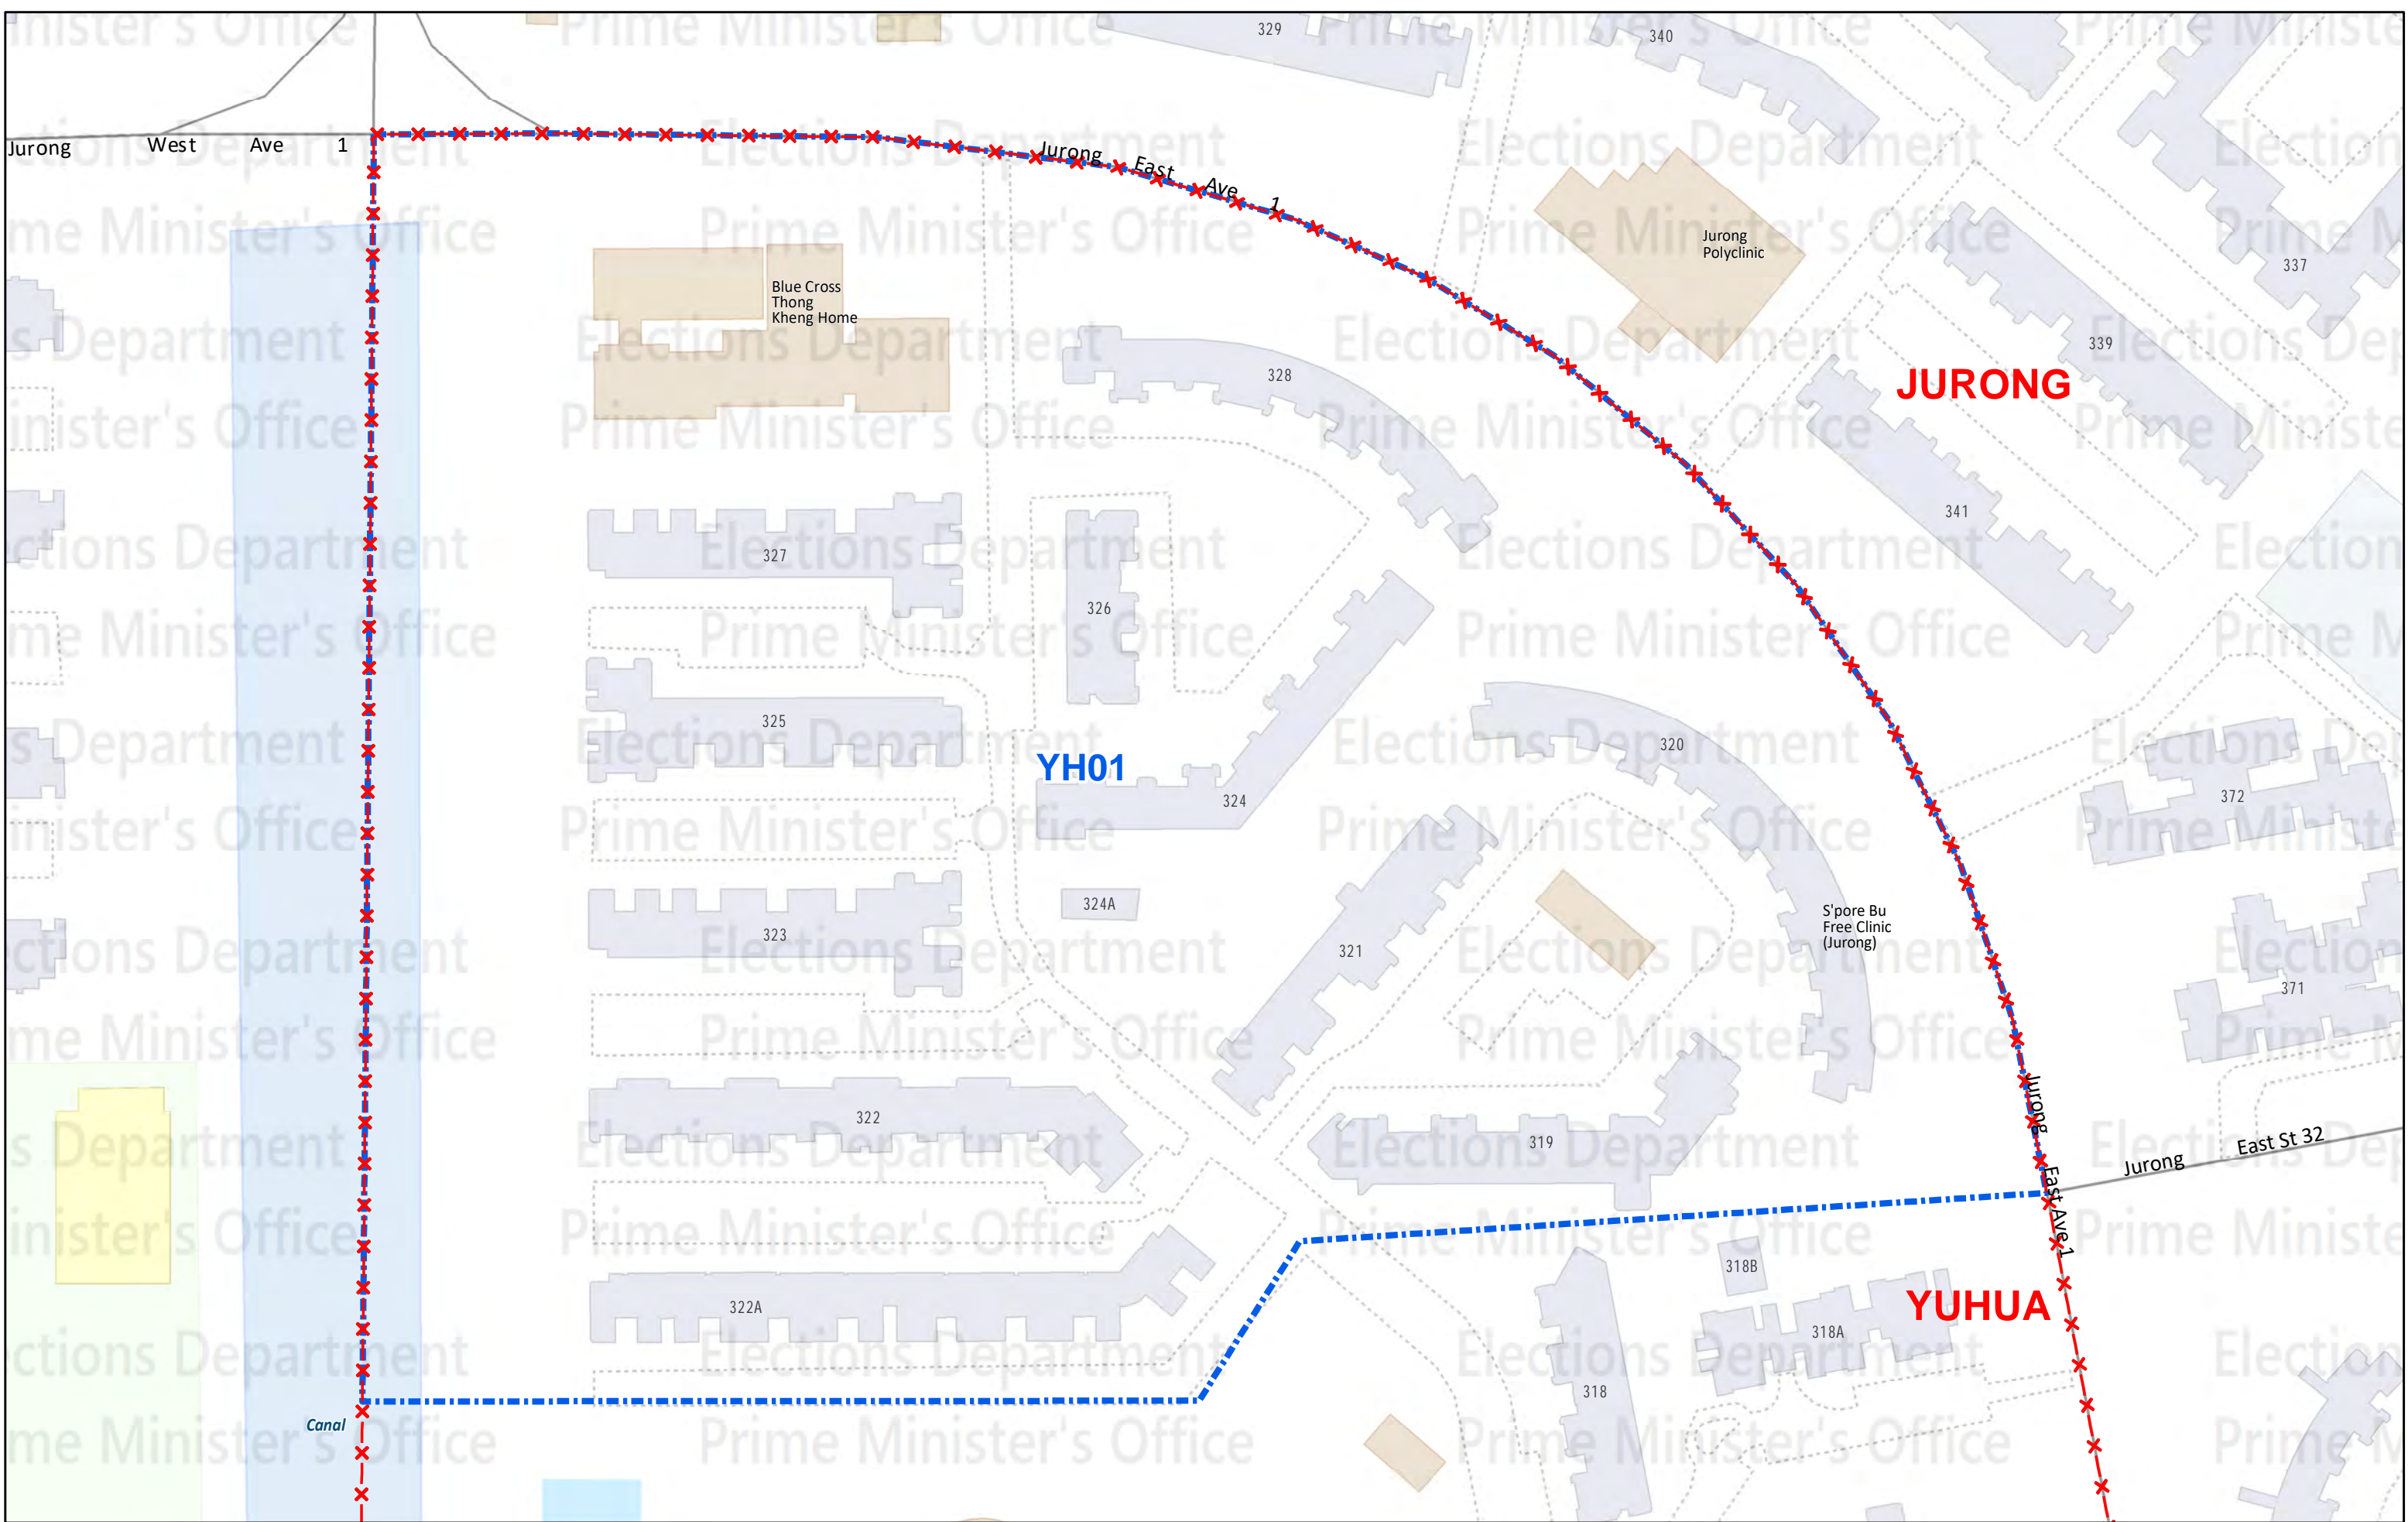 329
340
Jurong West Ave 1
Jurong East Ave 1
Jurong
Polyclinic
337
Blue Cross
Thong
Kheng Home
339
JURONG
328
341
327
326
325
320
YH01
324
372
324A
323
S'pore Bu
Free Clinic
(Jurong)
321
371
322
319
Jurong East Ave 1
Jurong East St 32
318B
322A
YUHUA
318A
318
Canal
Elections Department
Prime Minister's Office